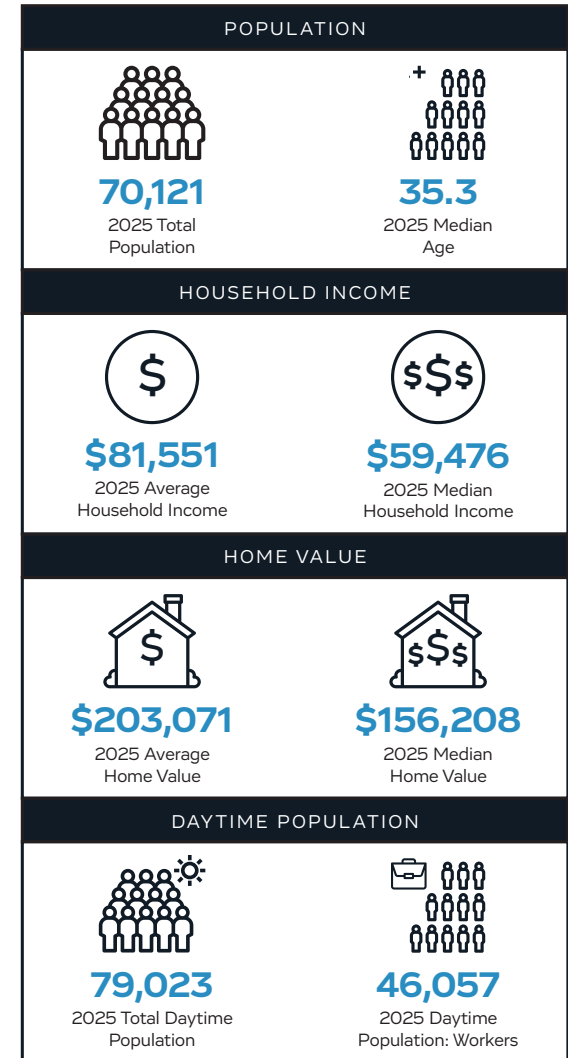 POPULATION
+
70,121
2025 Total
Population
35.3
2025 Median
Age
HOUSEHOLD INCOME
$
$81,551
2025 Average
Household Income
$$$
$59,476
2025 Median
Household Income
HOME VALUE
$
$203,071
2025 Average
Home Value
$$$
$156,208
2025 Median
Home Value
DAYTIME POPULATION
79,023
2025 Total Daytime
Population
46,057
2025 Daytime
Population: Workers